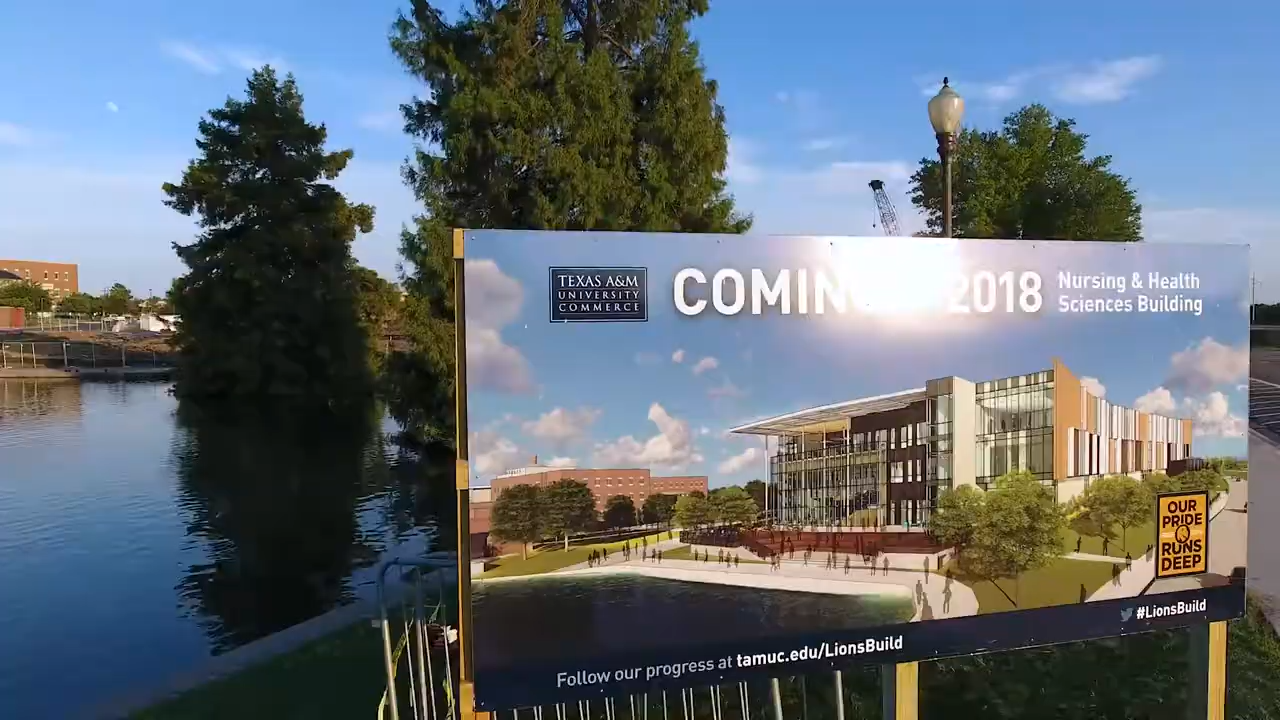 TEXAS A&M
UNIVERSITY
COMMERCE
COMIN 2018
Nursing & Health
Sciences Building
OUR
PRIDE
RUNS
DEEP
#LionsBuild
Follow our progress at tamuc.edu/LionsBuild